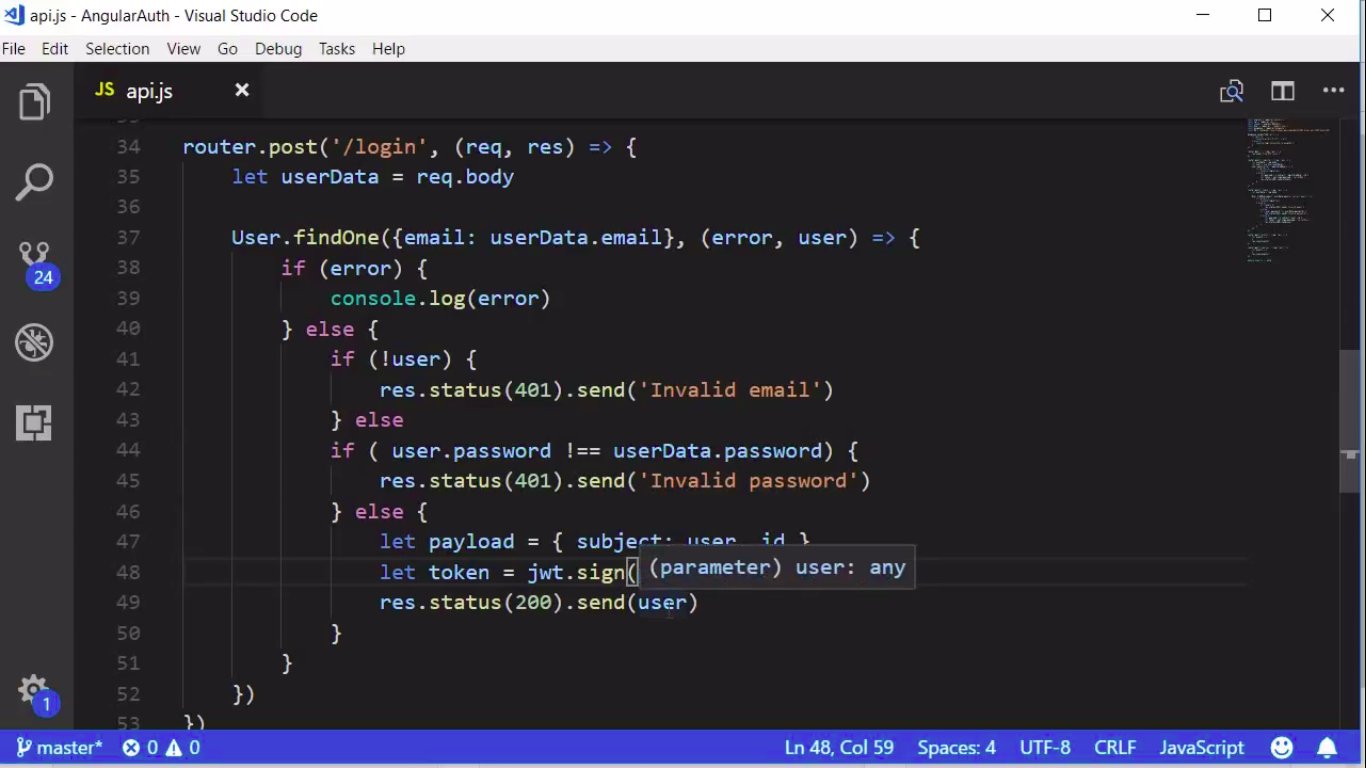 api.js - AngularAuth - Visual Studio Code
File Edit Selection View Go Debug Tasks Help
JS api.js
34 router.post('/login', (req, res) => {
35 let userData = req.body
36
37 User.findOne({email: userData.email}, (error, user) => {
38 if (error) {
39 console.log(error)
40 } else {
41 if (!user) {
42 res.status(401).send('Invalid email')
43 } else
44 if ( user.password !== userData.password) {
45 res.status(401).send('Invalid password')
46 } else {
47 let payload = { subject: user._id }
48 let token = jwt.sign(
(parameter) user: any
49 res.status(200).send(user)
50 }
51 }
52 })
53 })
24
1
master* 0 0 Ln 48, Col 59 Spaces: 4 UTF-8 CRLF JavaScript